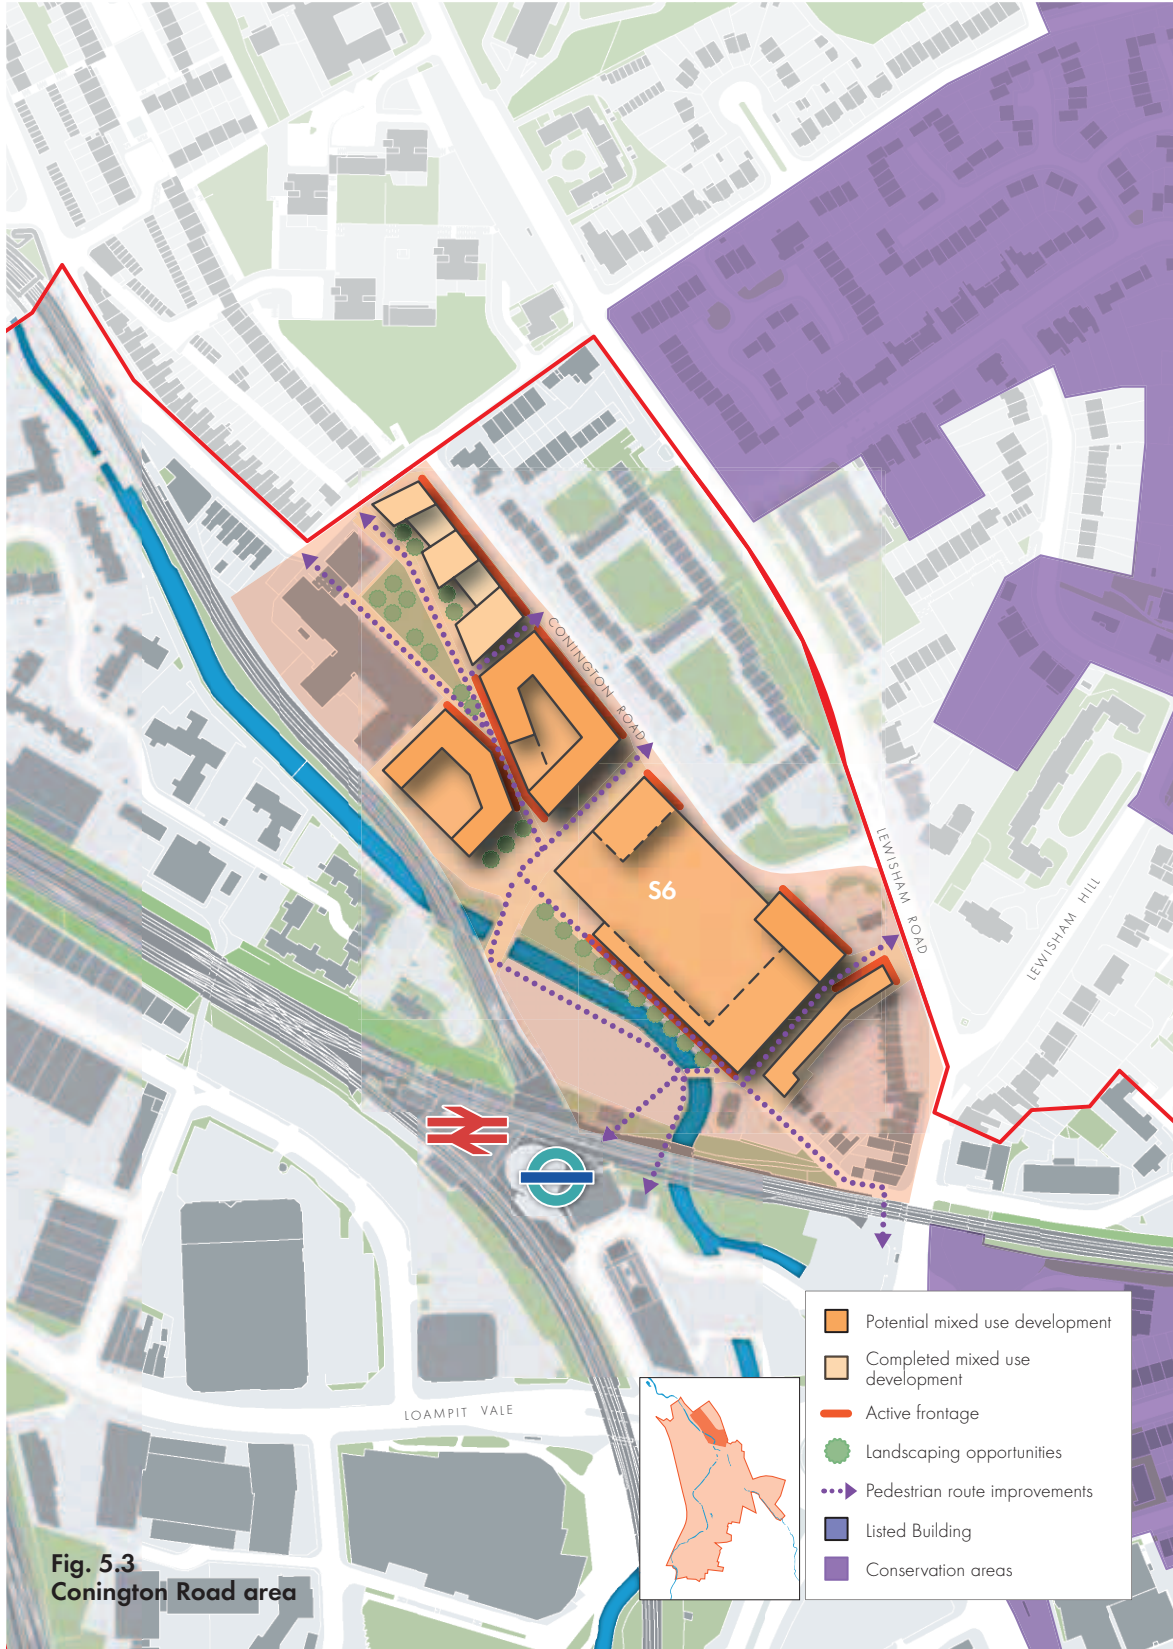 CONINGTON ROAD
S6
LEWISHAM ROAD
LEWISHAM HILL
LOAMPIT VALE
Potential mixed use development
Completed mixed use
development
Active frontage
Landscaping opportunities
Pedestrian route improvements
Listed Building
Conservation areas
Fig. 5.3
Conington Road area